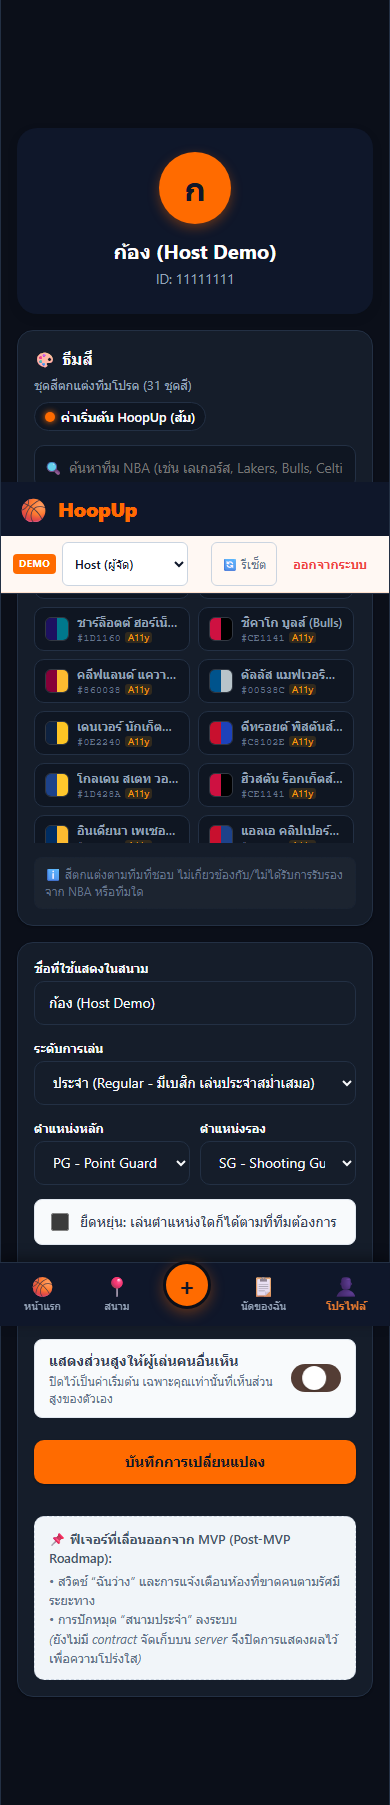 ก
ก้อง (Host Demo)
ID: 11111111
🎨 ธีมสี
ชุดสีตกแต่งทีมโปรด (31 ชุดสี)
ค่าเริ่มต้น HoopUp (ส้ม)
🔍 ค้นหาทีม NBA (เช่น เลเกอร์ส, Lakers, Bulls, Celti
🏀 HoopUp
DEMO Host (ผู้จัด) 🔄 รีเซ็ต ออกจากระบบ
ชาร์ล็อตต์ ฮอร์เน็... ชิคาโก บูลส์ (Bulls)
#1D1160 A11y #CE1141 A11y
คลีฟแลนด์ แควา... ดัลลัส แมฟเวอริ...
#860038 A11y #00538C A11y
เดนเวอร์ นักเก็ต... ดีทรอยต์ พิสตันส์...
#0E2240 A11y #C8102E A11y
โกลเดน สเตท วอ... ฮิวสตัน ร็อกเก็ตส์...
#1D428A A11y #CE1141 A11y
อินเดียนา เพเซอ... แอลเอ คลิปเปอร์...
ℹ️ สีตกแต่งตามทีมที่ชอบ ไม่เกี่ยวข้องกับ/ไม่ได้รับการรับรอง
จาก NBA หรือทีมใด
ชื่อที่ใช้แสดงในสนาม
ก้อง (Host Demo)
ระดับการเล่น
ประจำ (Regular - มีเบสิก เล่นประจำสม่ำเสมอ)
ตำแหน่งหลัก ตำแหน่งรอง
PG - Point Guard SG - Shooting Gu
ยืดหยุ่น: เล่นตำแหน่งใดก็ได้ตามที่ทีมต้องการ
+
หน้าแรก สนาม นัดของฉัน โปรไฟล์
แสดงส่วนสูงให้ผู้เล่นคนอื่นเห็น
ปิดไว้เป็นค่าเริ่มต้น เฉพาะคุณเท่านั้นที่เห็นส่วน
สูงของตัวเอง
บันทึกการเปลี่ยนแปลง
📌 ฟีเจอร์ที่เลื่อนออกจาก MVP (Post-MVP
Roadmap):
• สวิตช์ “ฉันว่าง” และการแจ้งเตือนห้องที่ขาดคนตามรัศมี
ระยะทาง
• การปักหมุด “สนามประจำ” ลงระบบ
(ยังไม่มี contract จัดเก็บบน server จึงปิดการแสดงผลไว้
เพื่อความโปร่งใส)